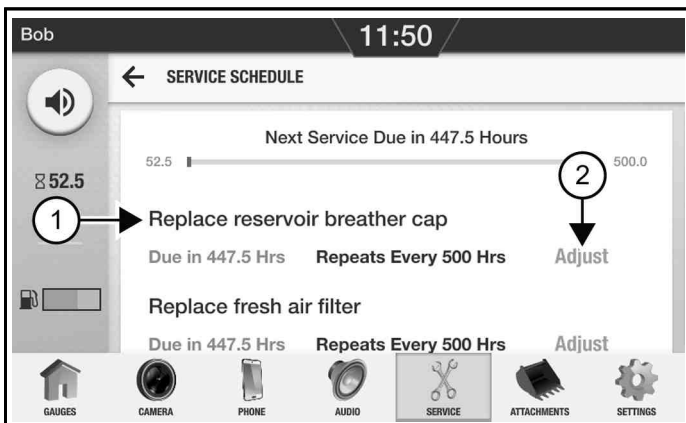 Bob
11:50
← SERVICE SCHEDULE
Next Service Due in 447.5 Hours
52.5 500.0
52.5
1
2
Replace reservoir breather cap
Due in 447.5 Hrs Repeats Every 500 Hrs Adjust
Replace fresh air filter
Due in 447.5 Hrs Repeats Every 500 Hrs Adjust
GAUGES CAMERA PHONE AUDIO SERVICE ATTACHMENTS SETTINGS